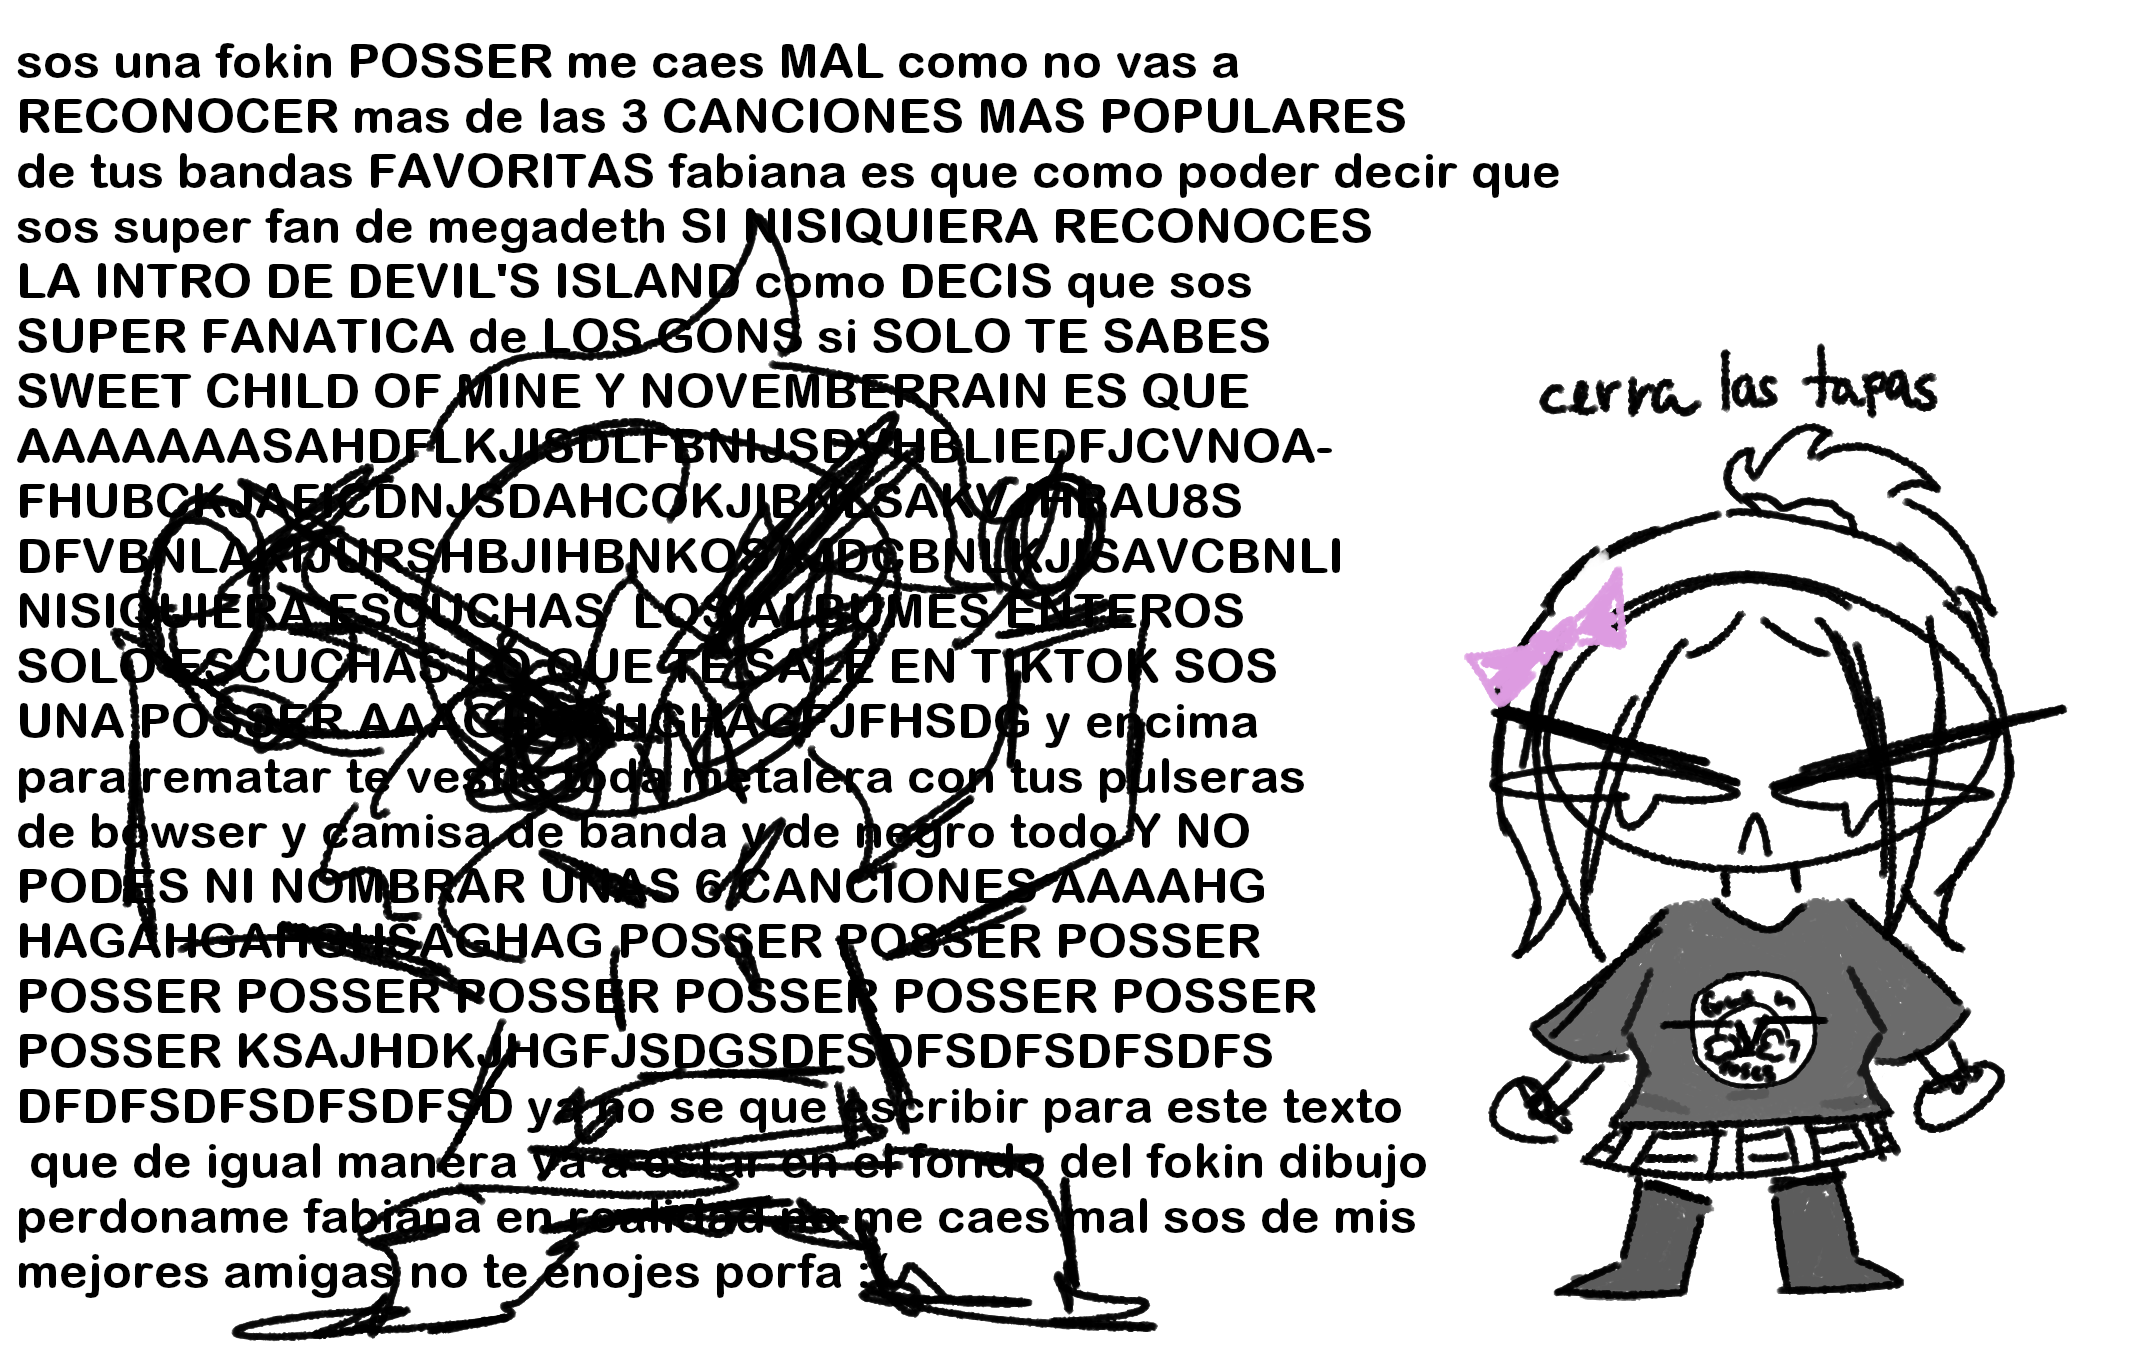 sos una fokin POSSER me caes MAL como no vas a
RECONOCER mas de las 3 CANCIONES MAS POPULARES
de tus bandas FAVORITAS fabiana es que como poder decir que
sos super fan de megadeth SI NISIQUIERA RECONOCES
LA INTRO DE DEVIL'S ISLAND como DECIS que sos
SUPER FANATICA de LOS GONS si SOLO TE SABES
SWEET CHILD OF MINE Y NOVEMBERRAIN ES QUE
AAAAAAASAHDFLKJISDLFBNIJSDVHBLIEDFJCVNOA-
DFVBNLI
NISIQUIERA ESCUCHAS LOS ALBUMES ENTEROS
SOLO ESCUCHAS LO QUE TE SALE EN TIKTOK SOS
UNA POSSER y encima
para rematar te vestis toda metalera con tus pulseras
de bowser y camisa de banda y de negro todo Y NO
PODES NI NOMBRAR UNAS 6 CANCIONES AAAAHG
POSSER POSSER POSSER
POSSER POSSER POSSER POSSER POSSER POSSER
POSSER KSAJHDKJHGFJSDGSDFSDFSDFSDFSDFS
DFDFSDFSDFSDFSD ya no se que escribir para este texto
que de igual manera va a estar en el fondo del fokin dibujo
perdoname fabiana en realidad no me caes mal sos de mis
mejores amigas no te enojes porfa :(
cerra las tapas